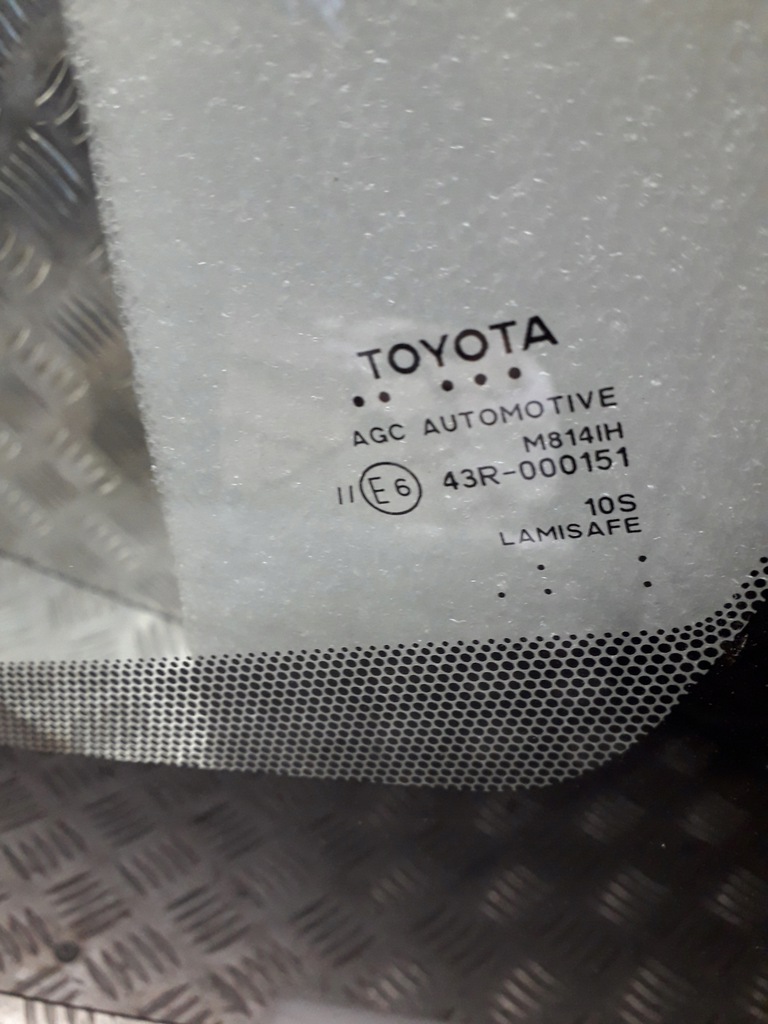 TOYOTA
AGC AUTOMOTIVE
M814IH
II E6 43R-000151
10S
LAMISAFE